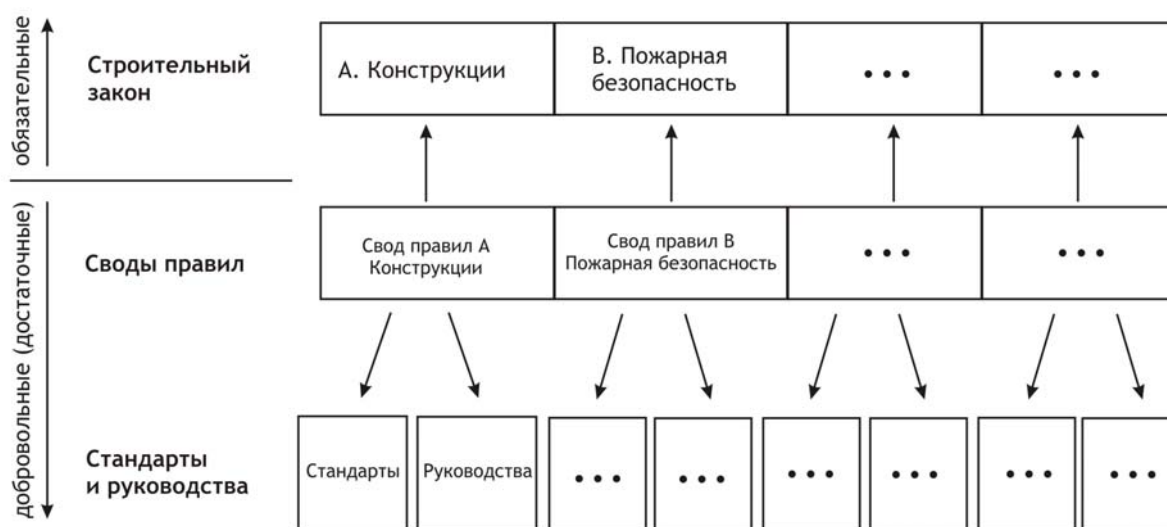 обязательные
Строительный
закон
А. Конструкции
В. Пожарная
безопасность
•••
•••
добровольные (достаточные)
Своды правил
Свод правил А
Конструкции
Свод правил В
Пожарная безопасность
•••
•••
Стандарты
и руководства
Стандарты
Руководства
•••
•••
•••
•••
•••
•••